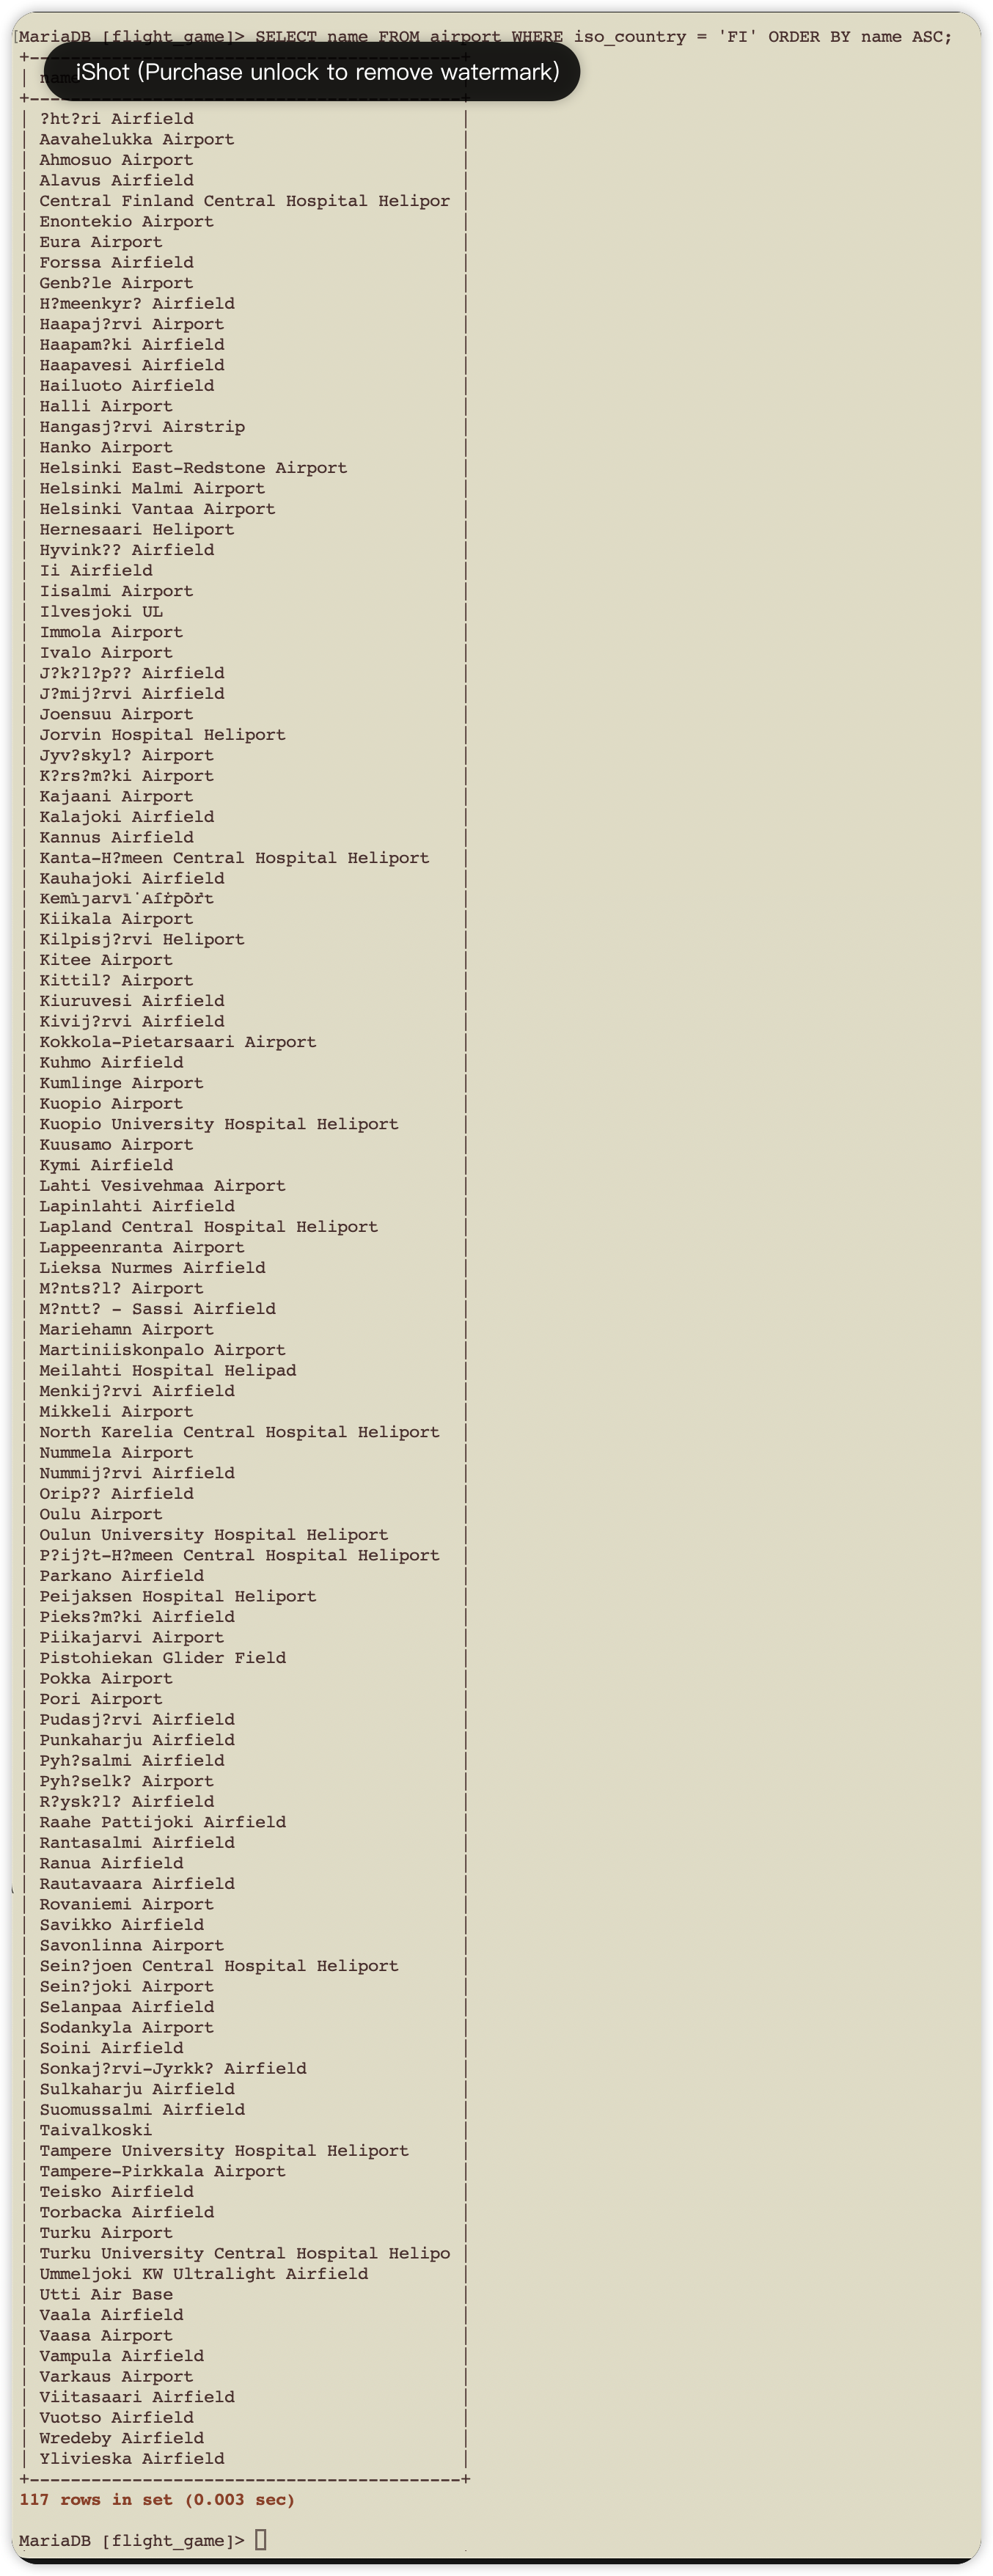 [MariaDB [flight_game]> SELECT name FROM airport WHERE iso_country = 'FI' ORDER BY name ASC;
iShot (Purchase unlock to remove watermark)
| name
+------------------------------------------+
| ?ht?ri Airfield |
| Aavahelukka Airport |
| Ahmosuo Airport |
| Alavus Airfield |
| Central Finland Central Hospital Helipor |
| Enontekio Airport |
| Eura Airport |
| Forssa Airfield |
| Genb?le Airport |
| H?meenkyr? Airfield |
| Haapaj?rvi Airport |
| Haapam?ki Airfield |
| Haapavesi Airfield |
| Hailuoto Airfield |
| Halli Airport |
| Hangasj?rvi Airstrip |
| Hanko Airport |
| Helsinki East-Redstone Airport |
| Helsinki Malmi Airport |
| Helsinki Vantaa Airport |
| Hernesaari Heliport |
| Hyvink?? Airfield |
| Ii Airfield |
| Iisalmi Airport |
| Ilvesjoki UL |
| Immola Airport |
| Ivalo Airport |
| J?k?l?p?? Airfield |
| J?mij?rvi Airfield |
| Joensuu Airport |
| Jorvin Hospital Heliport |
| Jyv?skyl? Airport |
| K?rs?m?ki Airport |
| Kajaani Airport |
| Kalajoki Airfield |
| Kannus Airfield |
| Kanta-H?meen Central Hospital Heliport |
| Kauhajoki Airfield |
| Kemijarvi Airport |
| Kiikala Airport |
| Kilpisj?rvi Heliport |
| Kitee Airport |
| Kittil? Airport |
| Kiuruvesi Airfield |
| Kivij?rvi Airfield |
| Kokkola-Pietarsaari Airport |
| Kuhmo Airfield |
| Kumlinge Airport |
| Kuopio Airport |
| Kuopio University Hospital Heliport |
| Kuusamo Airport |
| Kymi Airfield |
| Lahti Vesivehmaa Airport |
| Lapinlahti Airfield |
| Lapland Central Hospital Heliport |
| Lappeenranta Airport |
| Lieksa Nurmes Airfield |
| M?nts?l? Airport |
| M?ntt? - Sassi Airfield |
| Mariehamn Airport |
| Martiniiskonpalo Airport |
| Meilahti Hospital Helipad |
| Menkij?rvi Airfield |
| Mikkeli Airport |
| North Karelia Central Hospital Heliport |
| Nummela Airport |
| Nummij?rvi Airfield |
| Orip?? Airfield |
| Oulu Airport |
| Oulun University Hospital Heliport |
| P?ij?t-H?meen Central Hospital Heliport |
| Parkano Airfield |
| Peijaksen Hospital Heliport |
| Pieks?m?ki Airfield |
| Piikajarvi Airport |
| Pistohiekan Glider Field |
| Pokka Airport |
| Pori Airport |
| Pudasj?rvi Airfield |
| Punkaharju Airfield |
| Pyh?salmi Airfield |
| Pyh?selk? Airport |
| R?ysk?l? Airfield |
| Raahe Pattijoki Airfield |
| Rantasalmi Airfield |
| Ranua Airfield |
| Rautavaara Airfield |
| Rovaniemi Airport |
| Savikko Airfield |
| Savonlinna Airport |
| Sein?joen Central Hospital Heliport |
| Sein?joki Airport |
| Selanpaa Airfield |
| Sodankyla Airport |
| Soini Airfield |
| Sonkaj?rvi-Jyrkk? Airfield |
| Sulkaharju Airfield |
| Suomussalmi Airfield |
| Taivalkoski |
| Tampere University Hospital Heliport |
| Tampere-Pirkkala Airport |
| Teisko Airfield |
| Torbacka Airfield |
| Turku Airport |
| Turku University Central Hospital Helipo |
| Ummeljoki KW Ultralight Airfield |
| Utti Air Base |
| Vaala Airfield |
| Vaasa Airport |
| Vampula Airfield |
| Varkaus Airport |
| Viitasaari Airfield |
| Vuotso Airfield |
| Wredeby Airfield |
| Ylivieska Airfield |
+------------------------------------------+
117 rows in set (0.003 sec)
MariaDB [flight_game]>